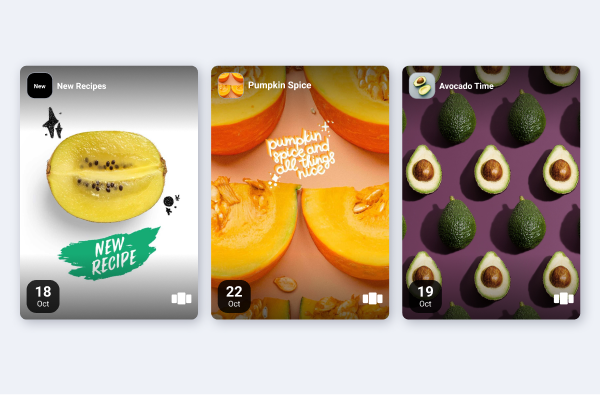 New
New Recipes
NEW
RECIPE
18
Oct
Pumpkin Spice
pumpkin
spice and
all things
nice
22
Oct
Avocado Time
19
Oct